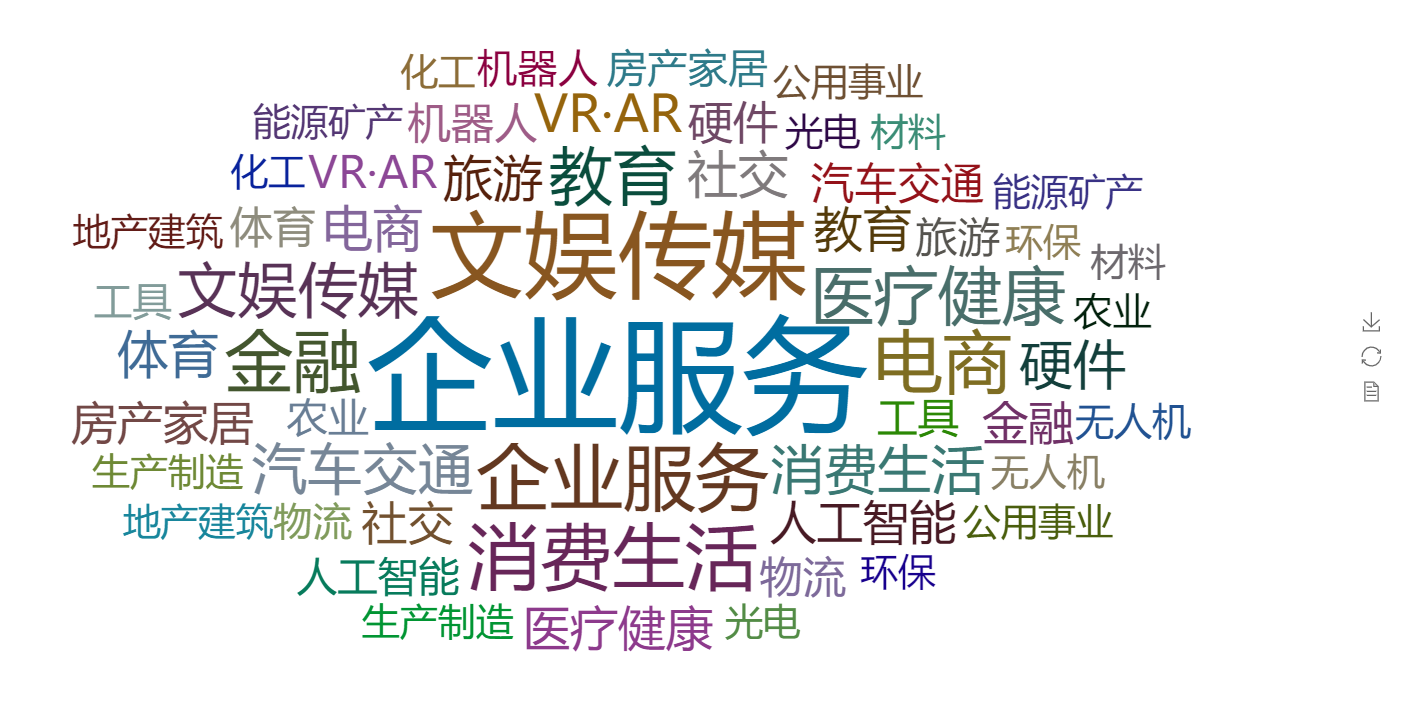 化工 机器人 房产家居 公用事业
能源矿产 机器人 VR·AR 硬件 光电 材料
化工 VR·AR 旅游 教育 社交 汽车交通 能源矿产
地产建筑 体育 电商 文娱传媒 教育 旅游 环保 材料
工具 文娱传媒 医疗健康 农业
体育 金融 企业服务 电商 硬件
房产家居 农业 工具 金融 无人机
生产制造 汽车交通 企业服务 消费生活 无人机
地产建筑 物流 社交 人工智能 公用事业
人工智能 消费生活 物流 环保
生产制造 医疗健康 光电